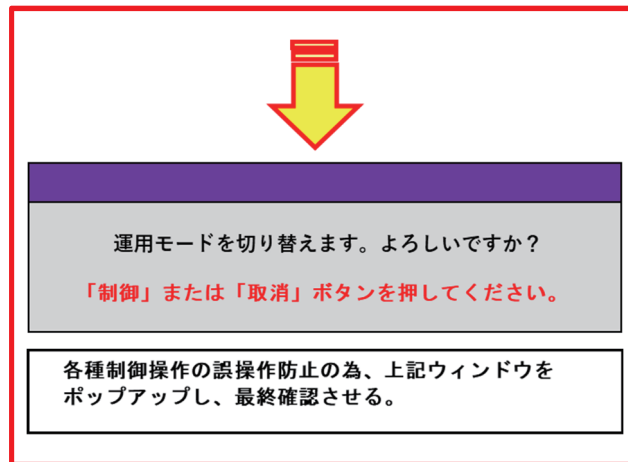 運用モードを切り替えます。よろしいですか？
「制御」または「取消」ボタンを押してください。
各種制御操作の誤操作防止の為、上記ウィンドウを
ポップアップし、最終確認させる。